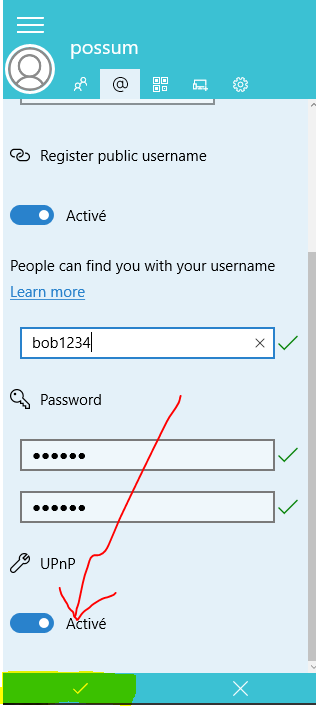 possum
@
Register public username
Activé
People can find you with your username
Learn more
bob1234
Password
●●●●●●
●●●●●●
UPnP
Activé